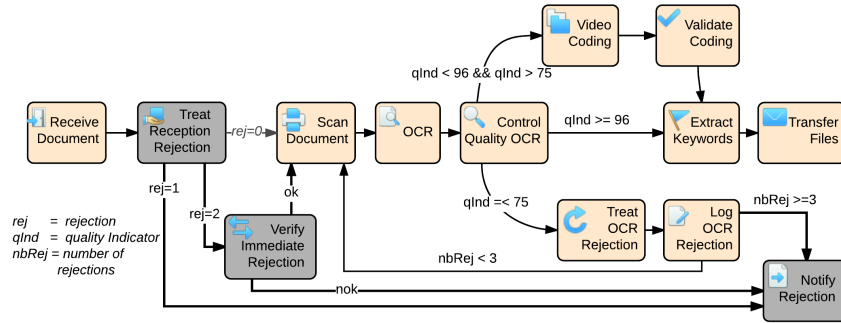 Video
Coding
Validate
Coding
qInd < 96 && qInd > 75
Receive
Document
Treat
Reception
Rejection
rej=0
Scan
Document
OCR
Control
Quality OCR
qInd >= 96
Extract
Keywords
Transfer
Files
rej=1
ok
rej=2
qInd =< 75
Treat
OCR
Rejection
Log
OCR
Rejection
nbRej >=3
rej = rejection
qInd = quality Indicator
nbRej = number of
rejections
Verify
Immediate
Rejection
nbRej < 3
nok
Notify
Rejection